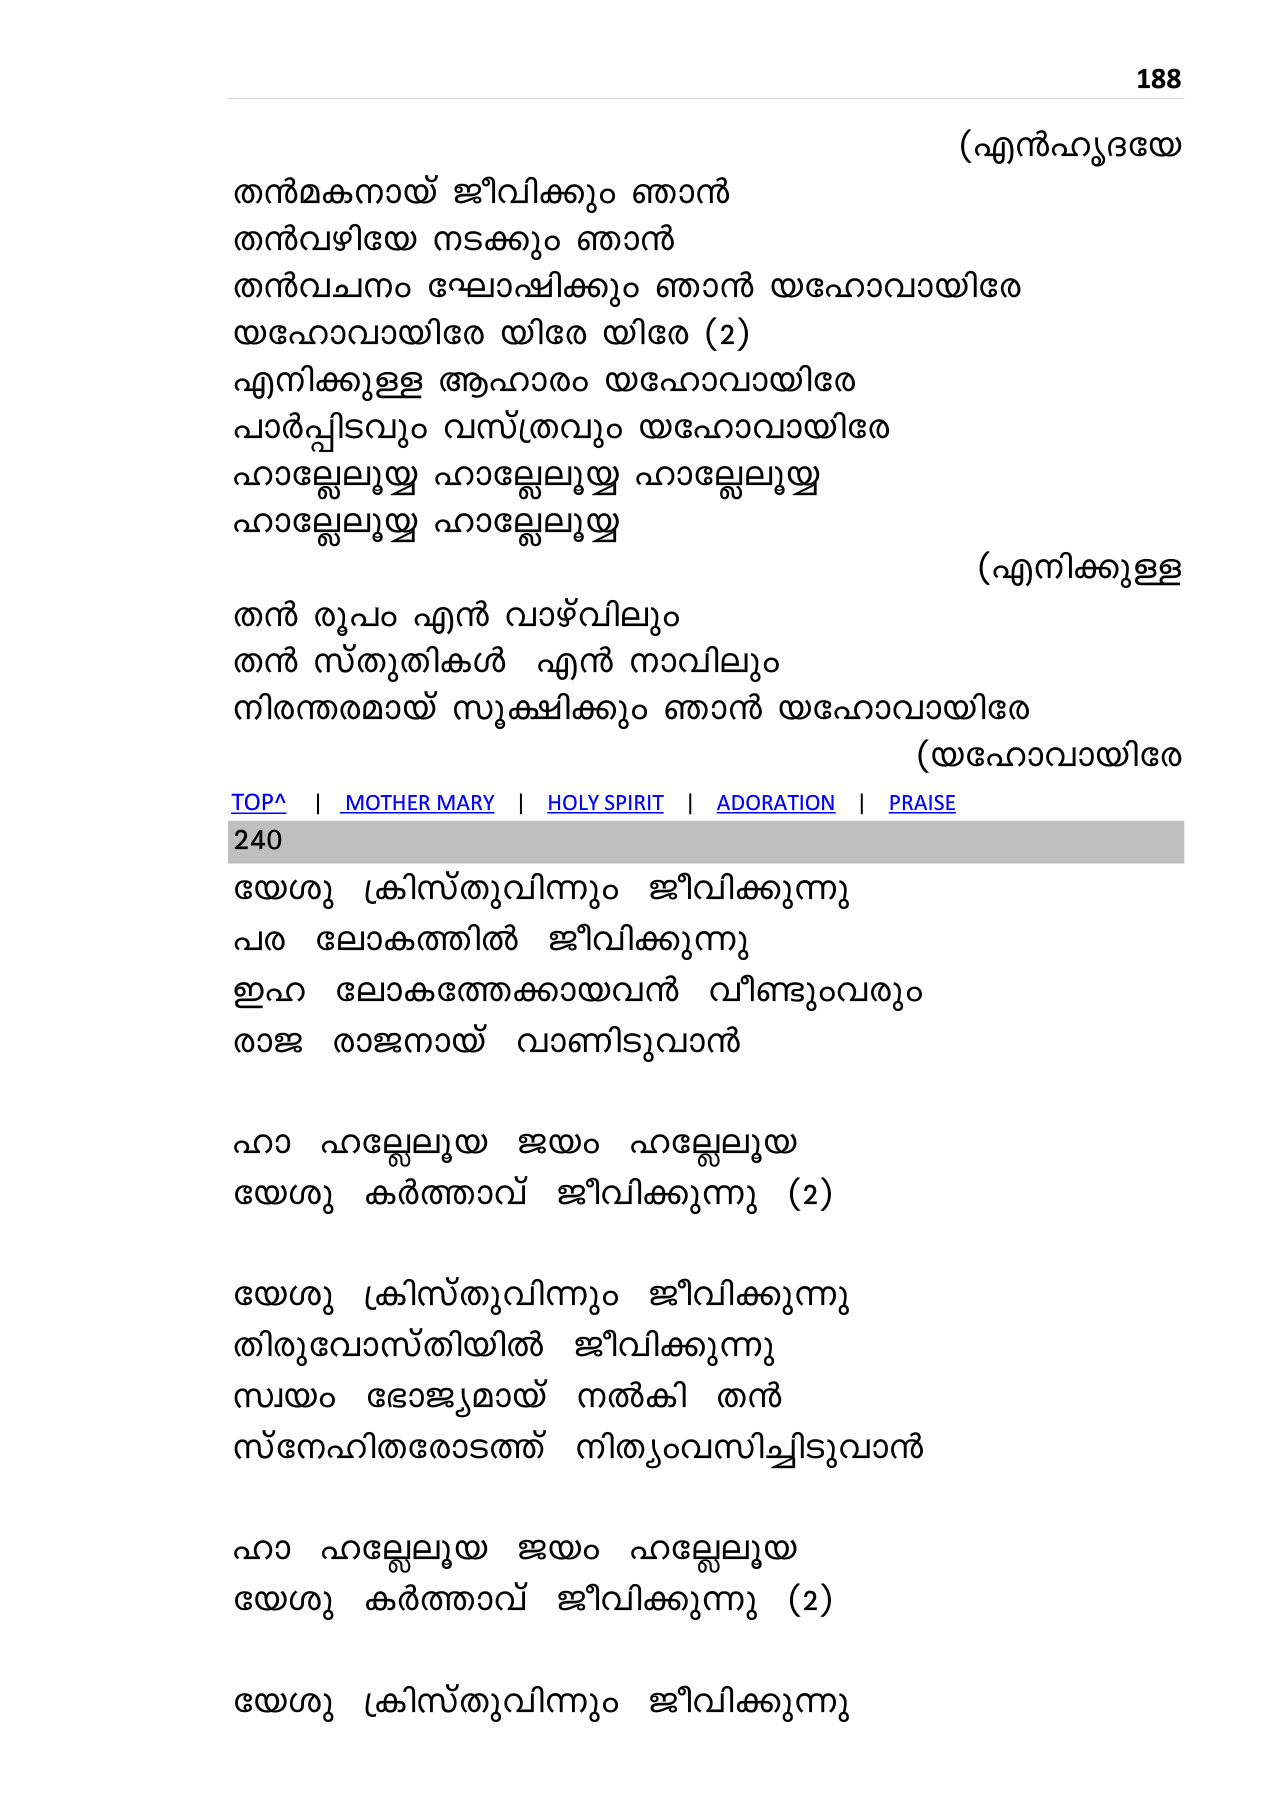 188
(എൻഹൃദയേ
തൻമകനായ് ജീവിക്കും ഞാൻ
തൻവഴിയേ നടക്കും ഞാൻ
തൻവചനം ഘോഷിക്കും ഞാൻ യഹോവായിരേ
യഹോവായിരേ യിരേ യിരേ (2)
എനിക്കുള്ള ആഹാരം യഹോവായിരേ
പാർപ്പിടവും വസ്ത്രവും യഹോവായിരേ
ഹാല്ലേലൂയ്യ ഹാല്ലേലൂയ്യ ഹാല്ലേലൂയ്യ
ഹാല്ലേലൂയ്യ ഹാല്ലേലൂയ്യ
(എനിക്കുള്ള
തൻ രൂപം എൻ വാഴ്‌വിലും
തൻ സ്തുതികൾ എൻ നാവിലും
നിരന്തരമായ് സൂക്ഷിക്കും ഞാൻ യഹോവായിരേ
(യഹോവായിരേ
TOP^ | MOTHER MARY | HOLY SPIRIT | ADORATION | PRAISE
240
യേശു ക്രിസ്തുവിന്നും ജീവിക്കുന്നു
പര ലോകത്തിൽ ജീവിക്കുന്നു
ഇഹ ലോകത്തേക്കായവൻ വീണ്ടുംവരും
രാജ രാജനായ് വാണിടുവാൻ
ഹാ ഹല്ലേലൂയ ജയം ഹല്ലേലൂയ
യേശു കർത്താവ് ജീവിക്കുന്നു (2)
യേശു ക്രിസ്തുവിന്നും ജീവിക്കുന്നു
തിരുവോസ്തിയിൽ ജീവിക്കുന്നു
സ്വയം ഭോജ്യമായ് നൽകി തൻ
സ്നേഹിതരോടത്ത് നിത്യംവസിച്ചിടുവാൻ
ഹാ ഹല്ലേലൂയ ജയം ഹല്ലേലൂയ
യേശു കർത്താവ് ജീവിക്കുന്നു (2)
യേശു ക്രിസ്തുവിന്നും ജീവിക്കുന്നു